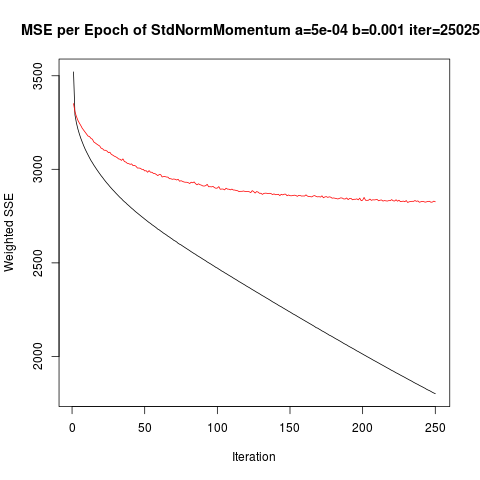 MSE per Epoch of StdNormMomentum a=5e-04 b=0.001 iter=25025
Weighted SSE
3500
3000
2500
2000
0 50 100 150 200 250
Iteration